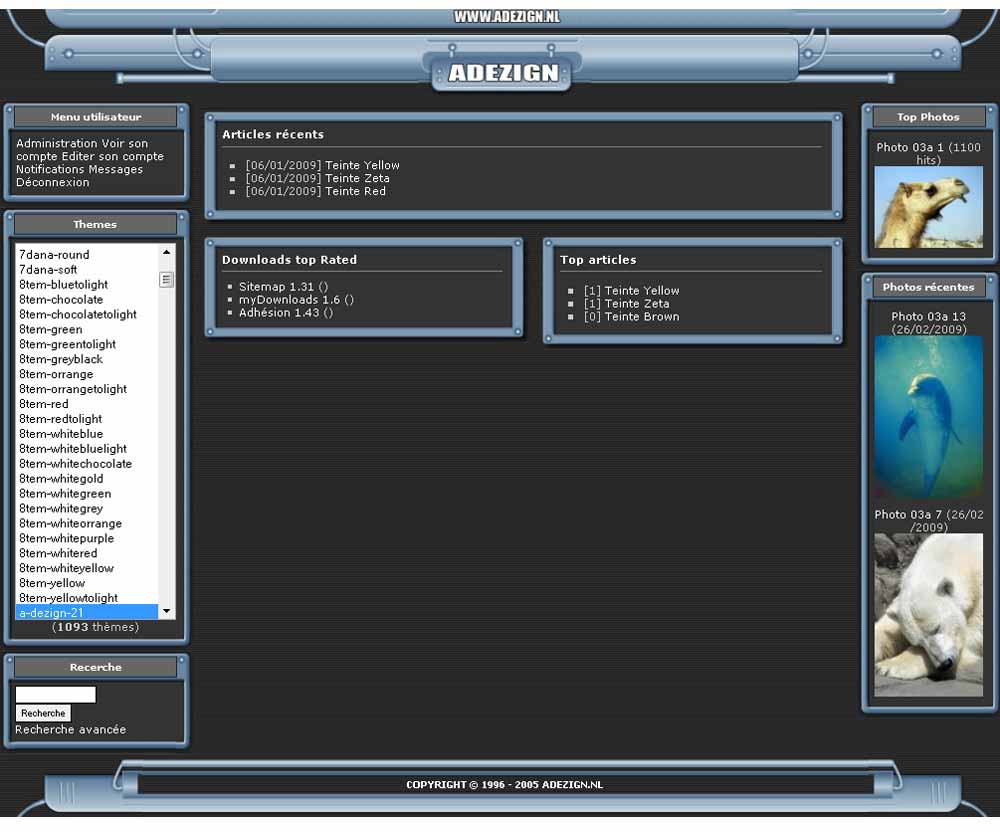 WWW.ADEZIGN.NL
ADEZIGN
Menu utilisateur
Administration Voir son
compte Editer son compte
Notifications Messages
Déconnexion
Themes
7dana-round
7dana-soft
8tem-bluetolight
8tem-chocolate
8tem-chocolatetolight
8tem-green
8tem-greentolight
8tem-greyblack
8tem-orrange
8tem-orrangetolight
8tem-red
8tem-redtolight
8tem-whiteblue
8tem-whitebluelight
8tem-whitechocolate
8tem-whitegold
8tem-whitegreen
8tem-whitegrey
8tem-whiteorrange
8tem-whitepurple
8tem-whitered
8tem-whiteyellow
8tem-yellow
8tem-yellowtolight
a-dezign-21
(1093 thèmes)
Recerche
Recherche
Recherche avancée
Articles récents
[06/01/2009] Teinte Yellow
[06/01/2009] Teinte Zeta
[06/01/2009] Teinte Red
Downloads top Rated
Sitemap 1.31 ()
myDownloads 1.6 ()
Adhésion 1.43 ()
Top articles
[1] Teinte Yellow
[1] Teinte Zeta
[0] Teinte Brown
Top Photos
Photo 03a 1 (1100
hits)
Photos récentes
Photo 03a 13
(26/02/2009)
Photo 03a 7 (26/02
/2009)
COPYRIGHT © 1996 - 2005 ADEZIGN.NL